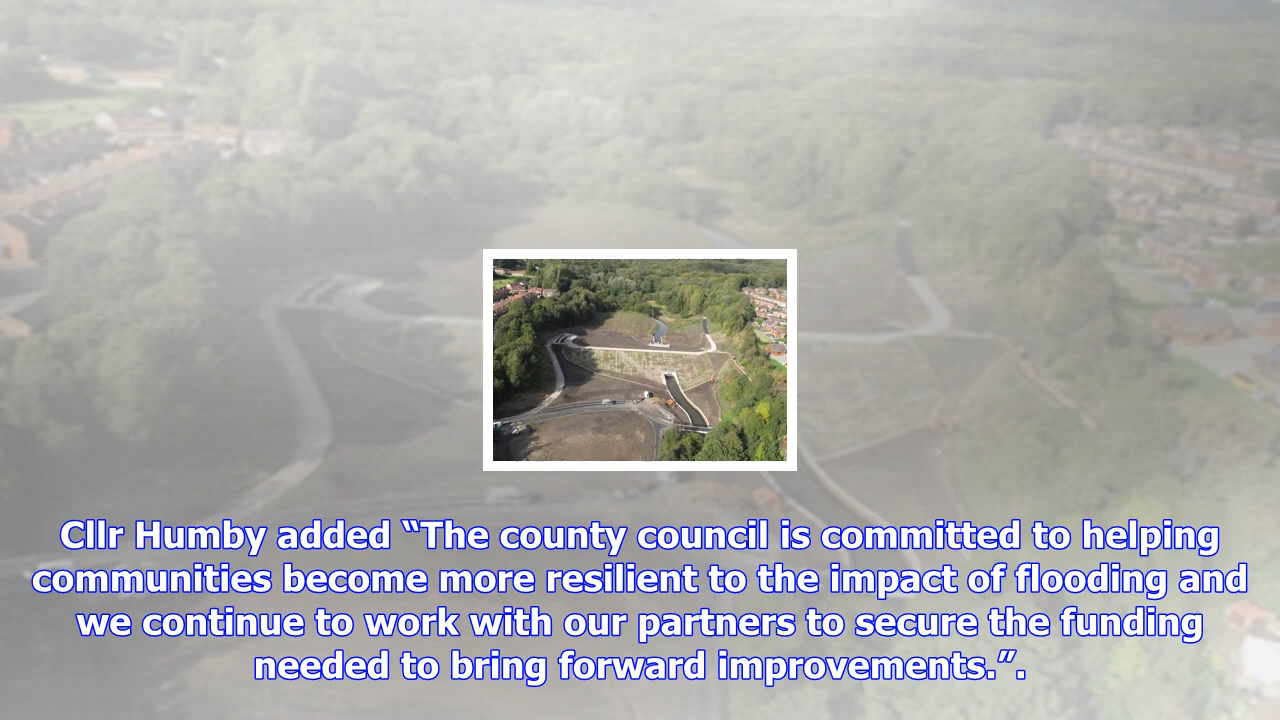 Cllr Humby added “The county council is committed to helping
communities become more resilient to the impact of flooding and
we continue to work with our partners to secure the funding
needed to bring forward improvements.”.